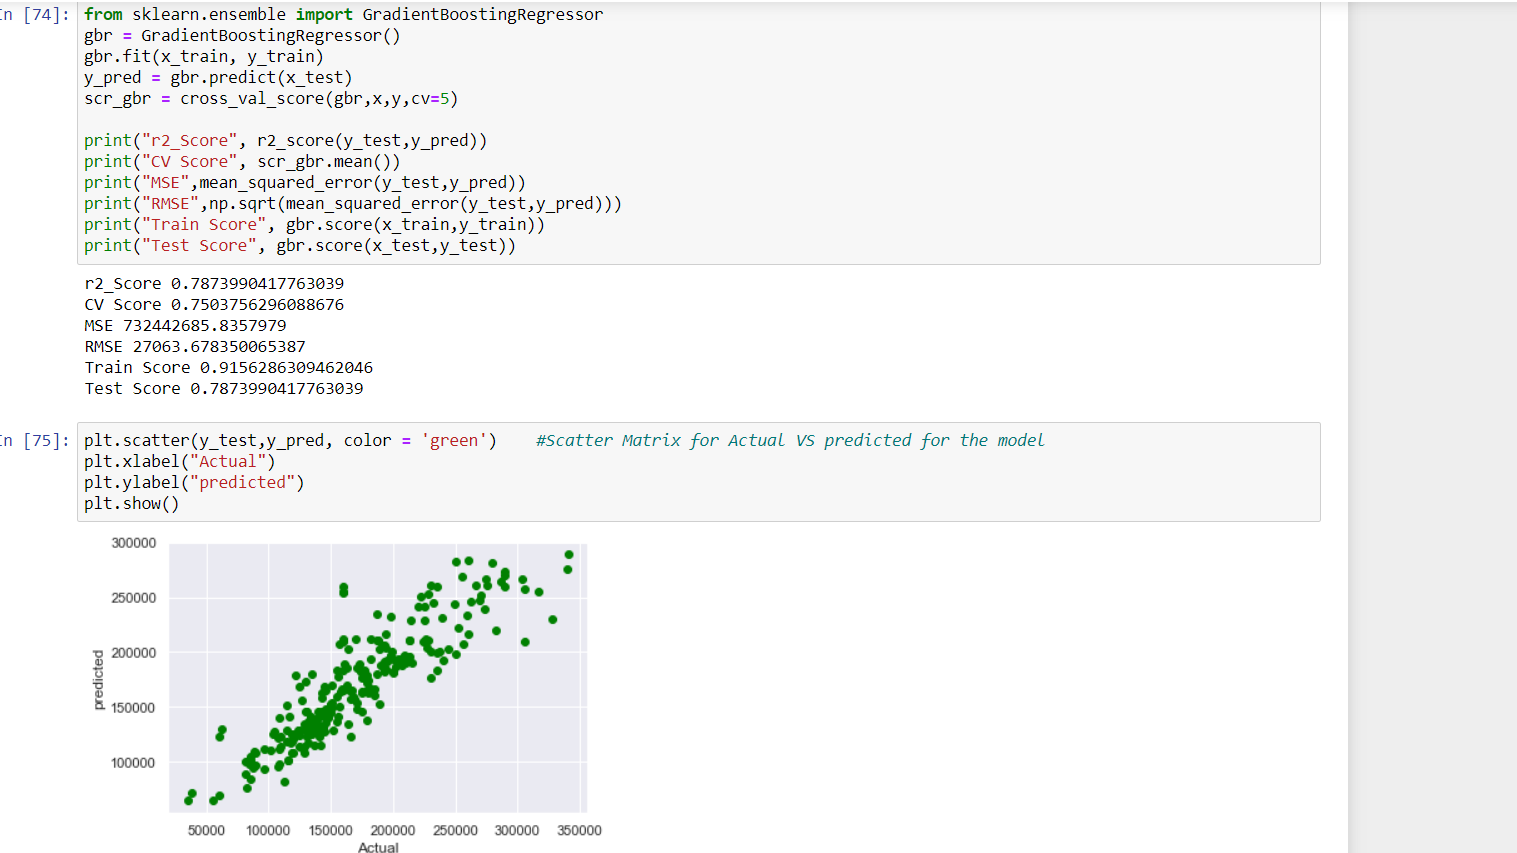 In [74]: from sklearn.ensemble import GradientBoostingRegressor
gbr = GradientBoostingRegressor()
gbr.fit(x_train, y_train)
y_pred = gbr.predict(x_test)
scr_gbr = cross_val_score(gbr,x,y,cv=5)
print("r2_Score", r2_score(y_test,y_pred))
print("CV Score", scr_gbr.mean())
print("MSE",mean_squared_error(y_test,y_pred))
print("RMSE",np.sqrt(mean_squared_error(y_test,y_pred)))
print("Train Score", gbr.score(x_train,y_train))
print("Test Score", gbr.score(x_test,y_test))
r2_Score 0.7873990417763039
CV Score 0.7503756296088676
MSE 732442685.8357979
RMSE 27063.678350065387
Train Score 0.9156286309462046
Test Score 0.7873990417763039
In [75]: plt.scatter(y_test,y_pred, color = 'green')    #Scatter Matrix for Actual VS predicted for the model
plt.xlabel("Actual")
plt.ylabel("predicted")
plt.show()
300000
250000
200000
150000
100000
predicted
50000 100000 150000 200000 250000 300000 350000
Actual